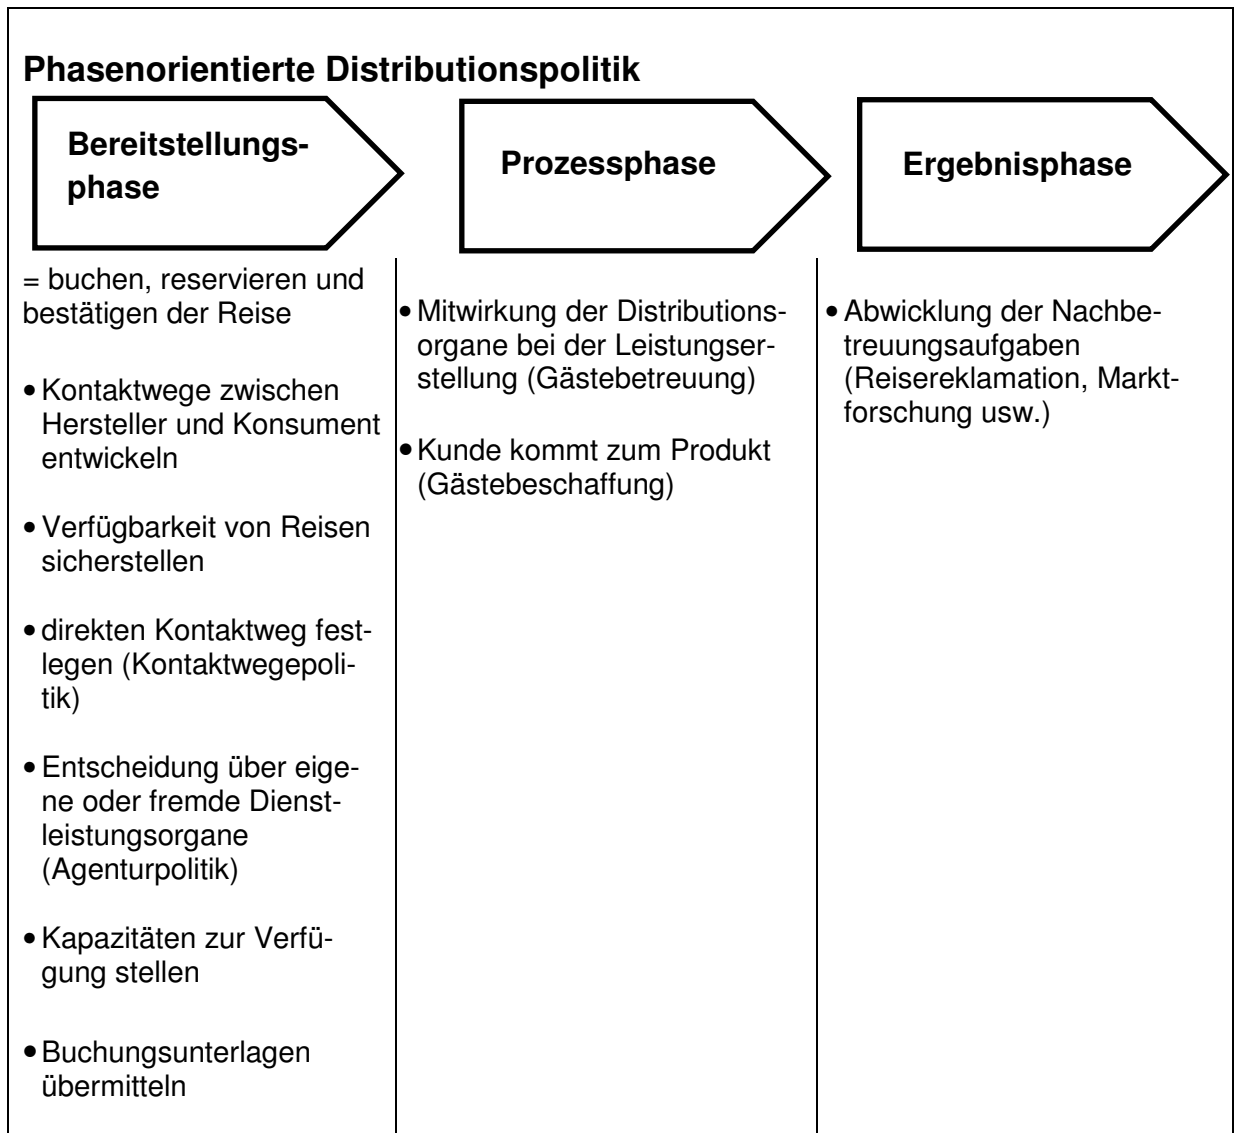 Phasenorientierte Distributionspolitik
Bereitstellungs-
phase
= buchen, reservieren und
bestätigen der Reise
• Kontaktwege zwischen
Hersteller und Konsument
entwickeln
• Verfügbarkeit von Reisen
sicherstellen
• direkten Kontaktweg fest-
legen (Kontaktwegepoli-
tik)
• Entscheidung über eige-
ne oder fremde Dienst-
leistungsorgane
(Agenturpolitik)
• Kapazitäten zur Verfü-
gung stellen
• Buchungsunterlagen
übermitteln
Prozessphase
• Mitwirkung der Distributions-
organe bei der Leistungser-
stellung (Gästebetreuung)
• Kunde kommt zum Produkt
(Gästebeschaffung)
Ergebnisphase
• Abwicklung der Nachbe-
treuungsaufgaben
(Reisereklamation, Markt-
forschung usw.)